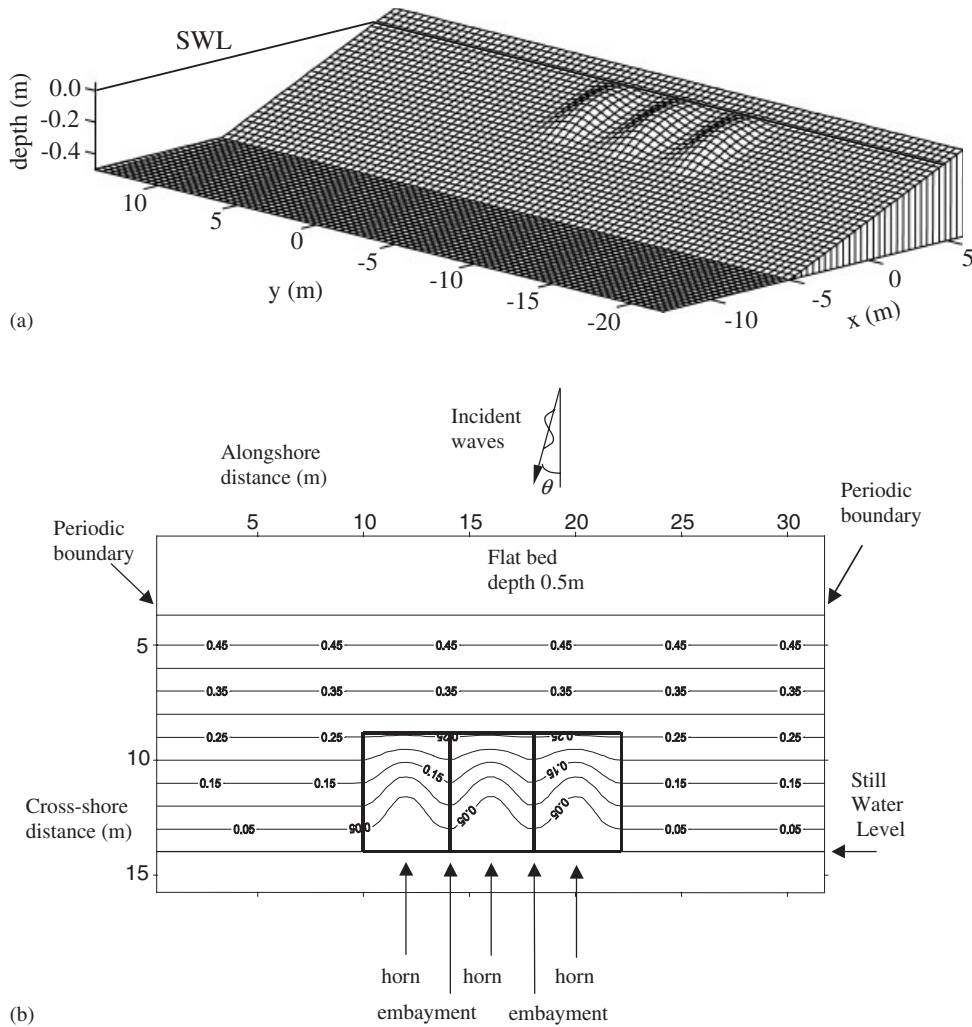 SWL
depth (m)
0.0
-0.2
-0.4
10
5
0
-5
-10
-15
-20
y (m)
-10
-5
0
5
x (m)
(a)
Incident
waves
θ
Alongshore
distance (m)
Periodic
boundary
Periodic
boundary
5 10 15 20 25 30
Flat bed
depth 0.5m
5
0.45 0.45 0.45 0.45 0.45 0.45
0.35 0.35 0.35 0.35 0.35 0.35
0.25 0.25 0.25 0.25 0.25 0.25
10
0.15 0.15 0.15 0.15 0.15 0.15
Cross-shore
distance (m)
0.05 0.05 0.05 0.05 0.05 0.05
15
Still
Water
Level
horn horn horn
embayment embayment
(b)